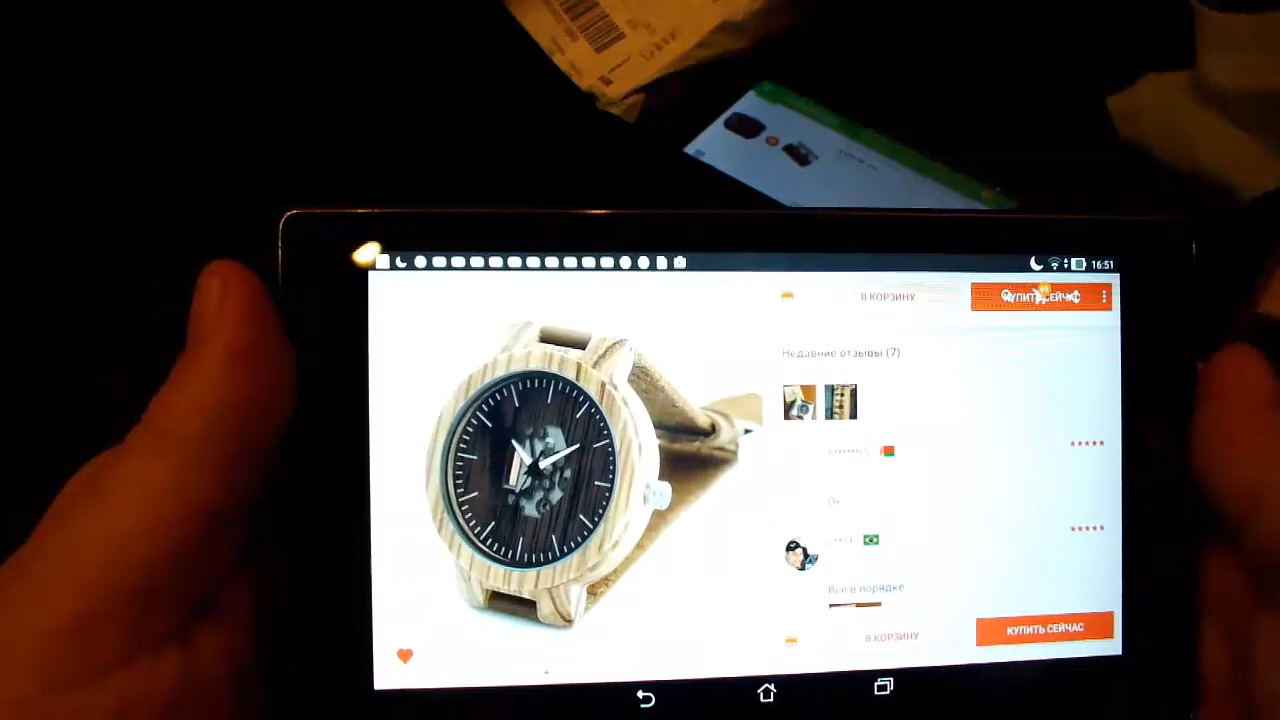 16:51
В КОРЗИНУ
Недавние отзывы (7)
Ок
Все в порядке
В КОРЗИНУ
КУПИТЬ СЕЙЧАС